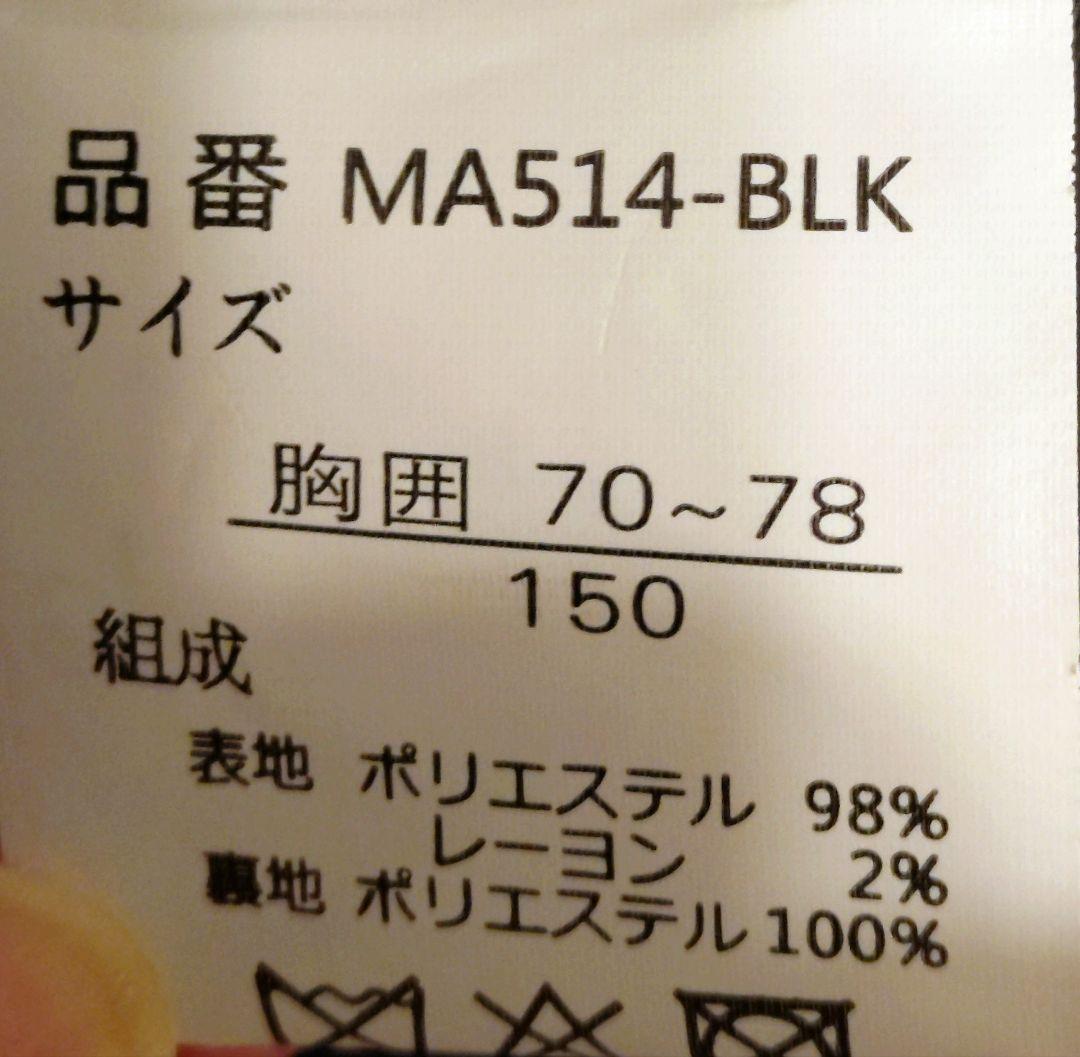 品番 MA514-BLK
サイズ
胸囲 70~78
150
組成
表地 ポリエステル 98%
レーヨン 2%
裏地 ポリエステル 100%